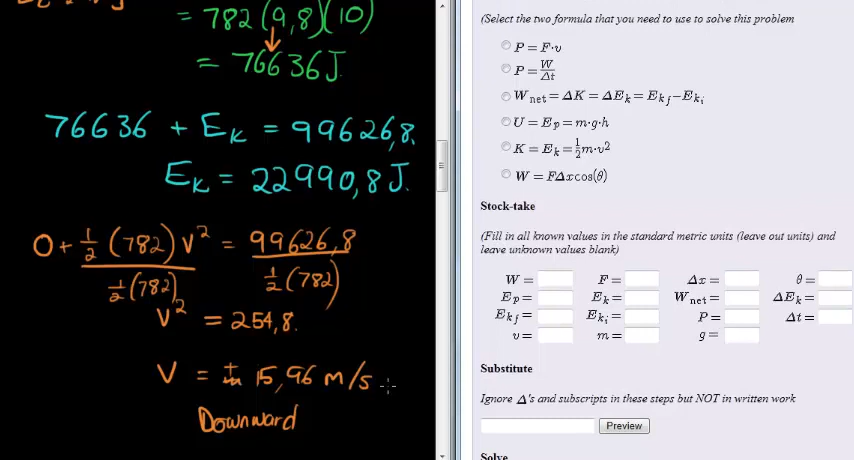 = 782 (9,8)(10)
= 76636 J.
76636 + EK = 99626,8.
EK = 22990,8 J.
0 + 1/2 (782) v² = 99626,8
1/2 (782) 1/2 (782)
v² = 254,8.
V = ± 15,96 m/s
Downward
(Select the two formula that you need to use to solve this problem
P = F·v
P = W/Δt
Wnet = ΔK = ΔEk = Ekf − Eki
U = Ep = m·g·h
K = Ek = 1/2 m·v²
W = FΔx cos(θ)
Stock-take
(Fill in all known values in the standard metric units (leave out units) and
leave unknown values blank)
W = F = Δx = θ =
Ep = Ek = Wnet = ΔEk =
Ekf = Eki = P = Δt =
v = m = g =
Substitute
Ignore Δ's and subscripts in these steps but NOT in written work
Preview
Solve